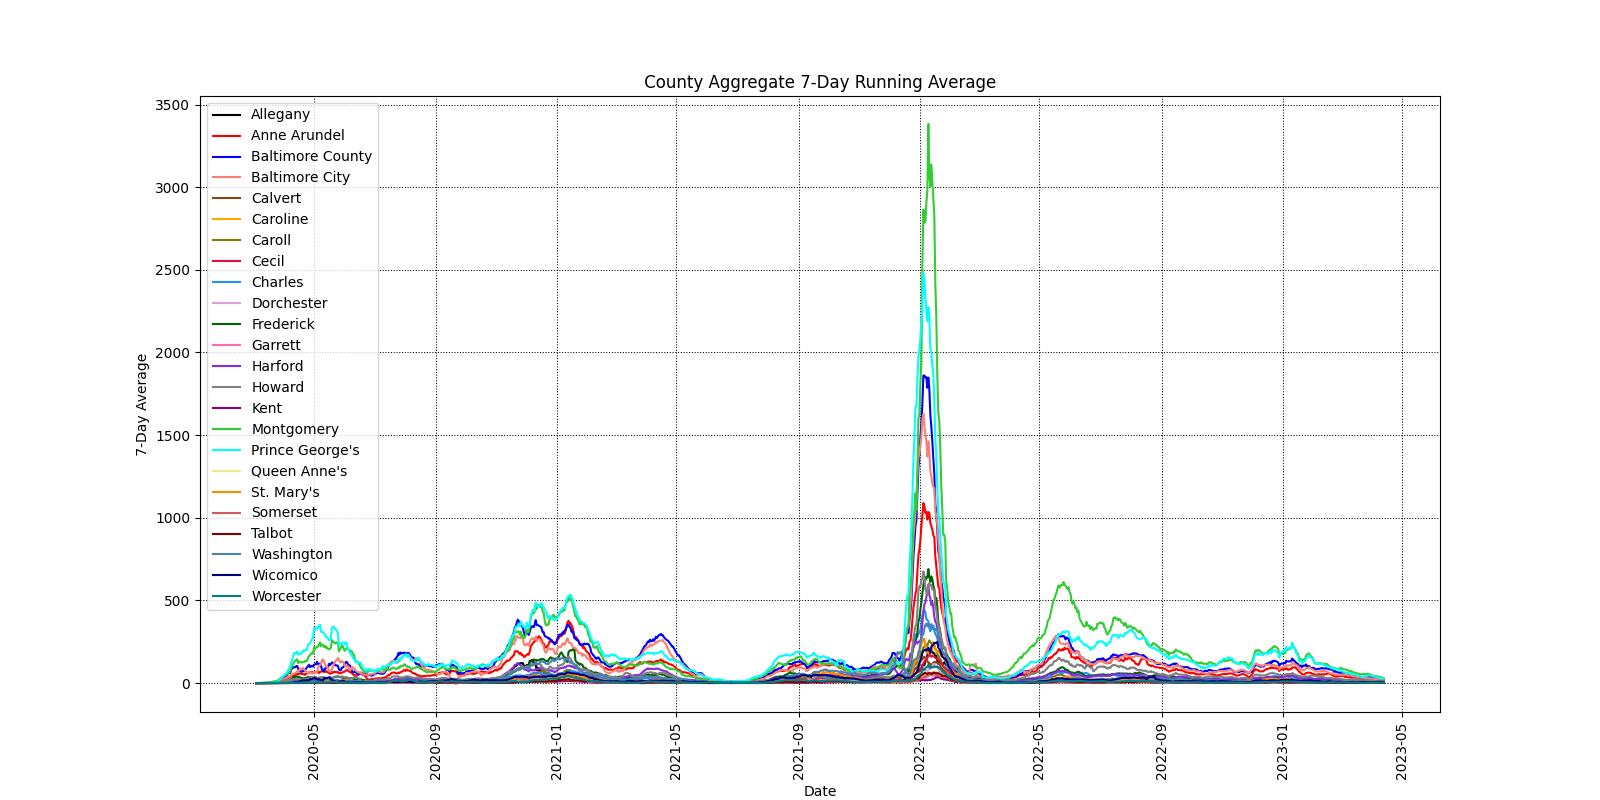 County Aggregate 7-Day Running Average
3500
3000
2500
2000
1500
1000
500
0
7-Day Average
Allegany
Anne Arundel
Baltimore County
Baltimore City
Calvert
Caroline
Caroll
Cecil
Charles
Dorchester
Frederick
Garrett
Harford
Howard
Kent
Montgomery
Prince George's
Queen Anne's
St. Mary's
Somerset
Talbot
Washington
Wicomico
Worcester
2020-05
2020-09
2021-01
2021-05
2021-09
2022-01
2022-05
2022-09
2023-01
2023-05
Date